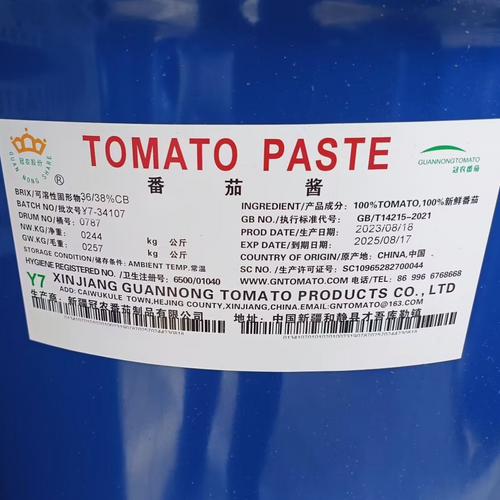 冠农股份
GUAN NONG SHARE
®
TOMATO PASTE
番茄酱
GUANNONGTOMATO
冠农番茄
BRIX/可溶性固形物36/38%CB
BATCH NO/批次号Y7-34107
DRUM NO/桶号: 0787
NW.KG/净重: 0244 kg 公斤
GW.KG/毛重: 0257 kg 公斤
STORAGE CONDITION/储存条件: AMBIENT TEMP,常温
HYGIENE REGISTERED NO./卫生注册号: 6500/01040
INGREDIENT/产品成分: 100%TOMATO,100%新鲜番茄
GB NO./执行标准代号: GB/T14215-2021
PROD DATE/生产日期: 2023/08/18
EXP DATE/到期日期: 2025/08/17
COUNTRY OF ORIGIN/原产地: CHINA,中国
SC NO./生产许可证: SC10965282700044
WWW.GNTOMATO.COM 电话/TEL: 86 996 6768668
Y7 XINJIANG GUANNONG TOMATO PRODUCTS CO., LTD
ADD: CAIWUKULE TOWN,HEJING COUNTY,XINJIANG,CHINA.EMAIL:GNTOMATO@163.COM
生产商: 新疆冠农番茄制品有限公司 地址: 中国新疆和静县才吾库勒镇